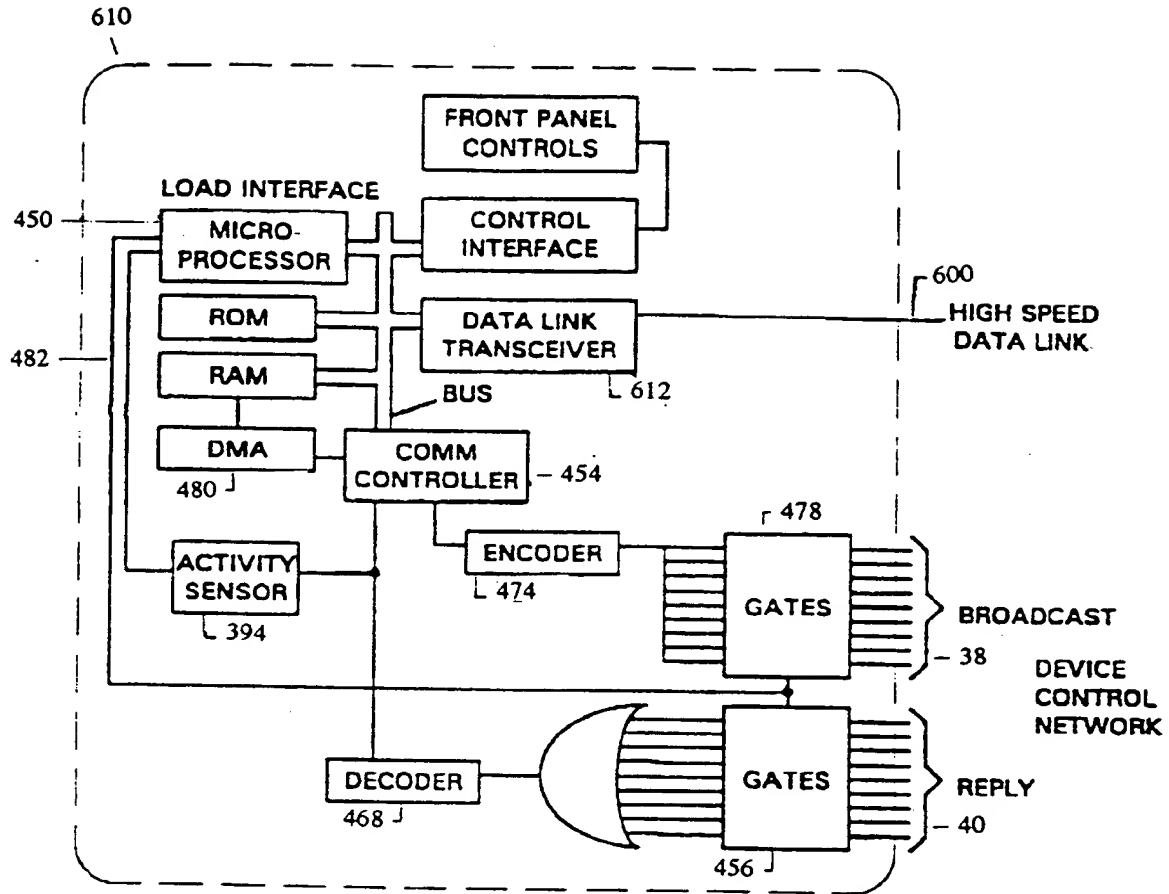 610
FRONT PANEL
CONTROLS
LOAD INTERFACE
450
MICRO-
PROCESSOR
CONTROL
INTERFACE
600
HIGH SPEED
DATA LINK
ROM
DATA LINK
TRANSCEIVER
482
RAM
612
BUS
DMA
480
COMM
CONTROLLER
454
478
ENCODER
474
ACTIVITY
SENSOR
394
GATES
BROADCAST
38
DEVICE
CONTROL
NETWORK
DECODER
468
GATES
REPLY
40
456